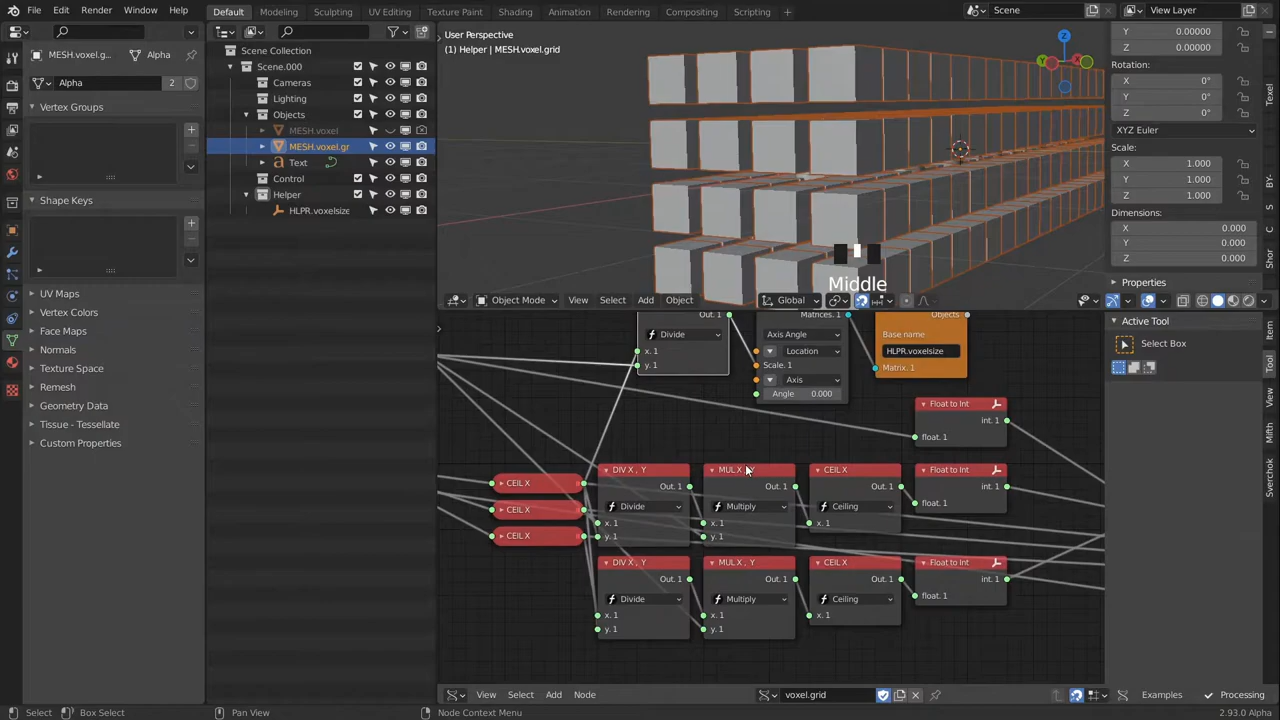 File Edit Render Window Help
Default Modeling Sculpting UV Editing Texture Paint Shading Animation Rendering Compositing Scripting +
Scene View Layer
MESH.voxel.g... Alpha
Alpha 2
Vertex Groups
Shape Keys
UV Maps
Vertex Colors
Face Maps
Normals
Texture Space
Remesh
Geometry Data
Tissue - Tessellate
Custom Properties
Scene Collection
Scene.000
Cameras
Lighting
Objects
MESH.voxel
MESH.voxel.gr
Text
Control
Helper
HLPR.voxelsize
User Perspective
(1) Helper | MESH.voxel.grid
Z
Y
X
Middle
Object Mode View Select Add Object Global
Y 0.00000
Z 0.00000
Rotation:
X 0°
Y 0°
Z 0°
XYZ Euler
Scale:
X 1.000
Y 1.000
Z 1.000
Dimensions:
X 0.000
Y 0.000
Z 0.000
Properties
Texel
BY-
S
C
Shor
Out. 1
Divide
x. 1
y. 1
Matrices. 1
Axis Angle
Location
Scale. 1
Axis
Angle 0.000
Objects
Base name
HLPR.voxelsize
Matrix. 1
Float to Int
int. 1
float. 1
CEIL X
CEIL X
CEIL X
DIV X , Y
Out. 1
Divide
x. 1
y. 1
MUL X , Y
Out. 1
Multiply
x. 1
y. 1
CEIL X
Out. 1
Ceiling
x. 1
Float to Int
int. 1
float. 1
DIV X , Y
Out. 1
Divide
x. 1
y. 1
MUL X , Y
Out. 1
Multiply
x. 1
y. 1
CEIL X
Out. 1
Ceiling
x. 1
Float to Int
int. 1
float. 1
Active Tool
Select Box
Item
Tool
View
Mifth
Greas
View Select Add Node voxel.grid Examples Processing
Select Box Select Pan View Node Context Menu 2.93.0 Alpha